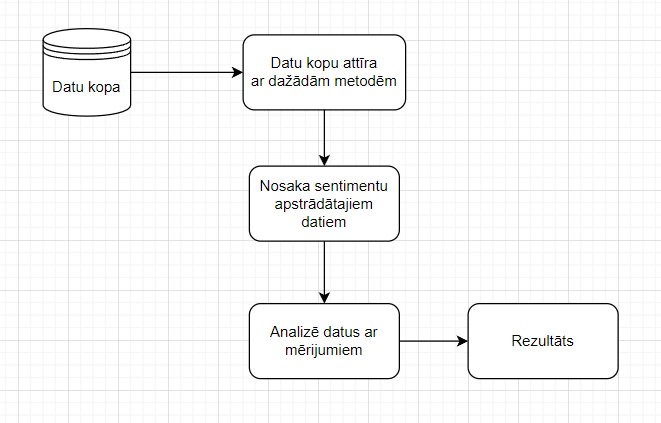 Datu kopa
Datu kopu attīra
ar dažādām metodēm
Nosaka sentimentu
apstrādātajiem
datiem
Analizē datus ar
mērijumiem
Rezultāts